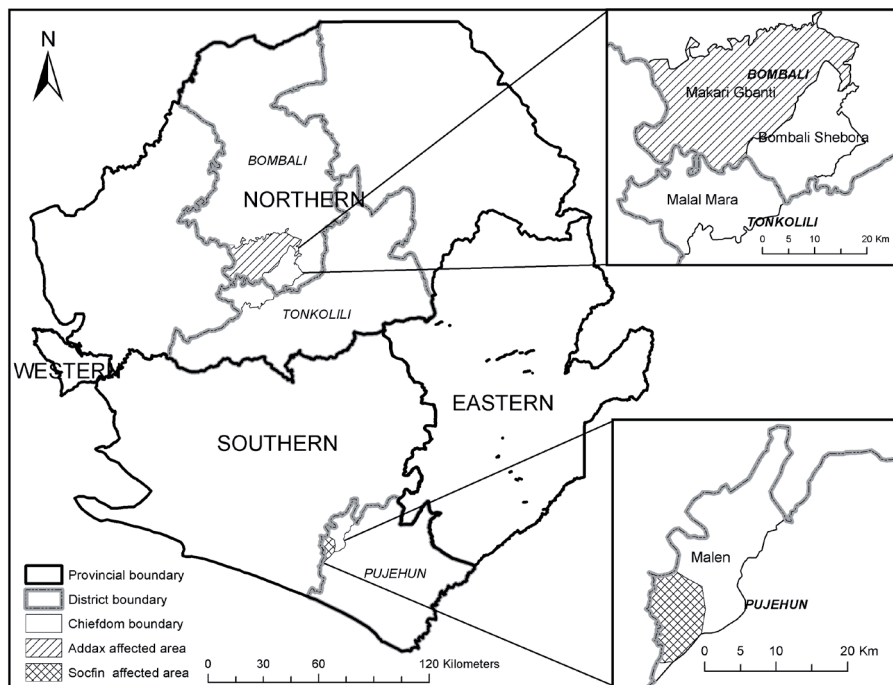 N
BOMBALI
NORTHERN
TONKOLILI
WESTERN
EASTERN
SOUTHERN
PUJEHUN
BOMBALI
Makari Gbanti
Bombali Shebora
Malal Mara
TONKOLILI
0 5 10 20 Km
Malen
PUJEHUN
0 5 10 20 Km
Provincial boundary
District boundary
Chiefdom boundary
Addax affected area
Socfin affected area
0 30 60 120 Kilometers